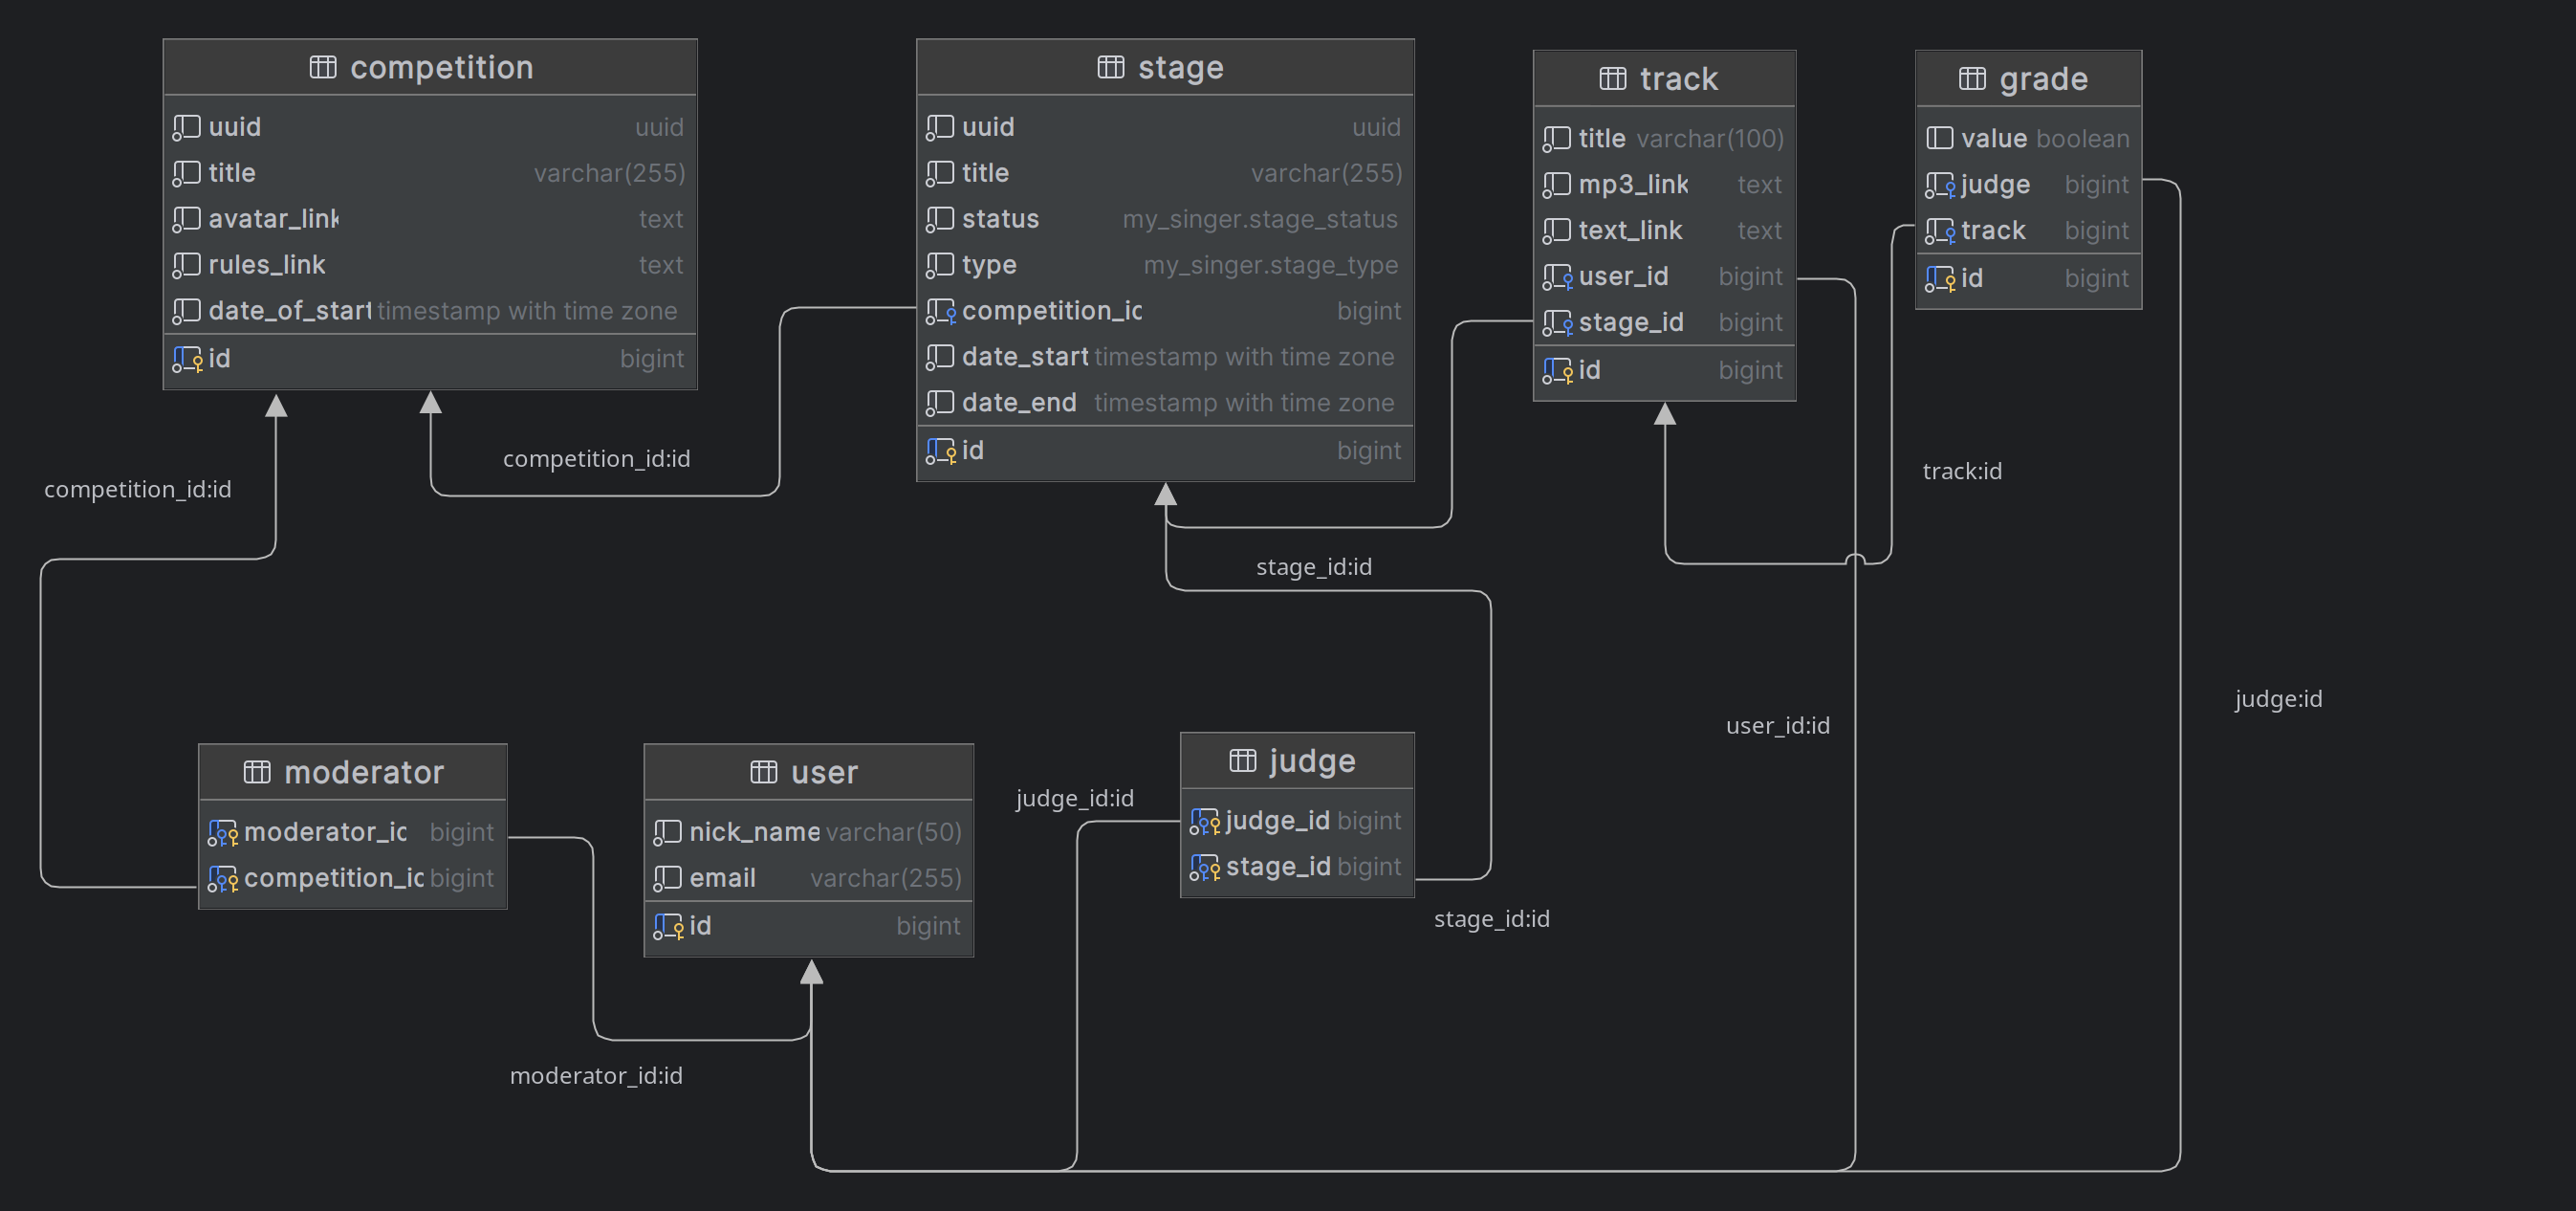 competition
uuid uuid
title varchar(255)
avatar_link text
rules_link text
date_of_start timestamp with time zone
id bigint
stage
uuid uuid
title varchar(255)
status my_singer.stage_status
type my_singer.stage_type
competition_ic bigint
date_start timestamp with time zone
date_end timestamp with time zone
id bigint
track
title varchar(100)
mp3_link text
text_link text
user_id bigint
stage_id bigint
id bigint
grade
value boolean
judge bigint
track bigint
id bigint
competition_id:id
competition_id:id
track:id
stage_id:id
judge:id
user_id:id
moderator
moderator_ic bigint
competition_ic bigint
user
nick_name varchar(50)
email varchar(255)
id bigint
judge_id:id
judge
judge_id bigint
stage_id bigint
stage_id:id
moderator_id:id